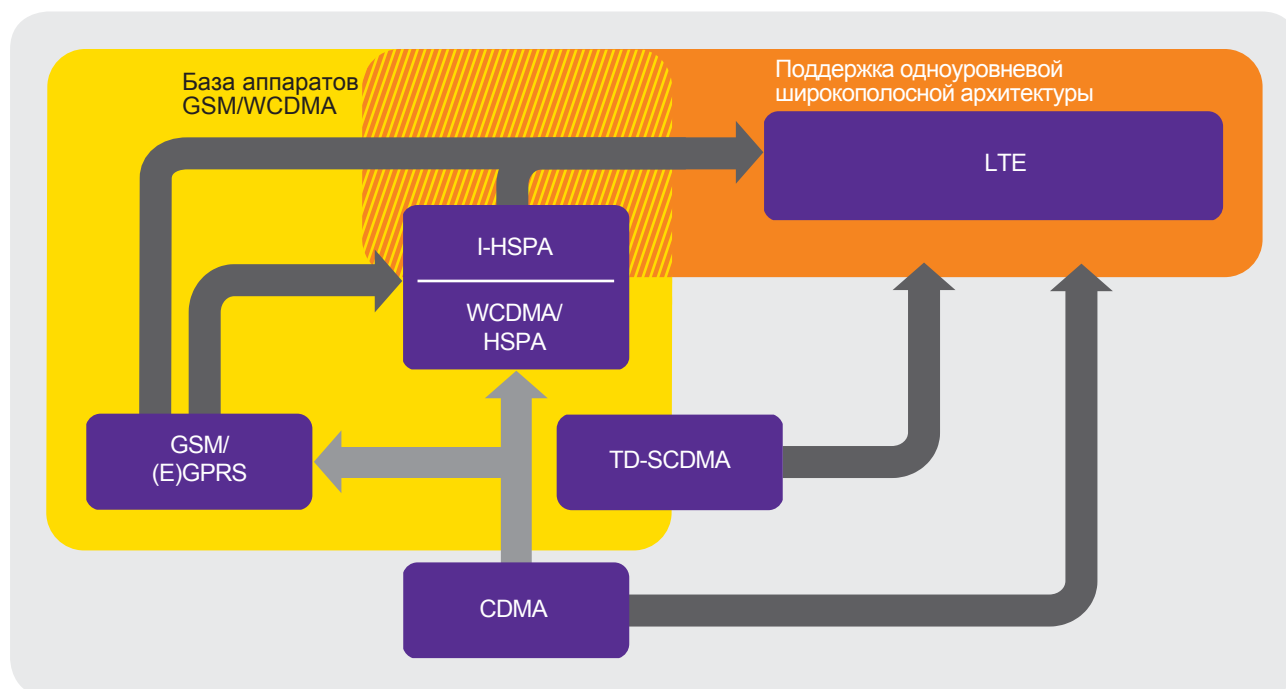 База аппаратов
GSM/WCDMA
Поддержка одноуровневой
широкополосной архитектуры
LTE
I-HSPA
WCDMA/
HSPA
GSM/
(E)GPRS
TD-SCDMA
CDMA